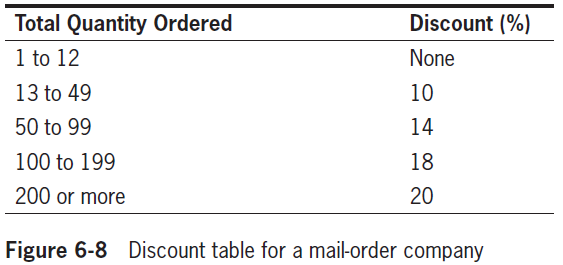 Total Quantity Ordered Discount (%)
1 to 12 None
13 to 49 10
50 to 99 14
100 to 199 18
200 or more 20
Figure 6-8 Discount table for a mail-order company